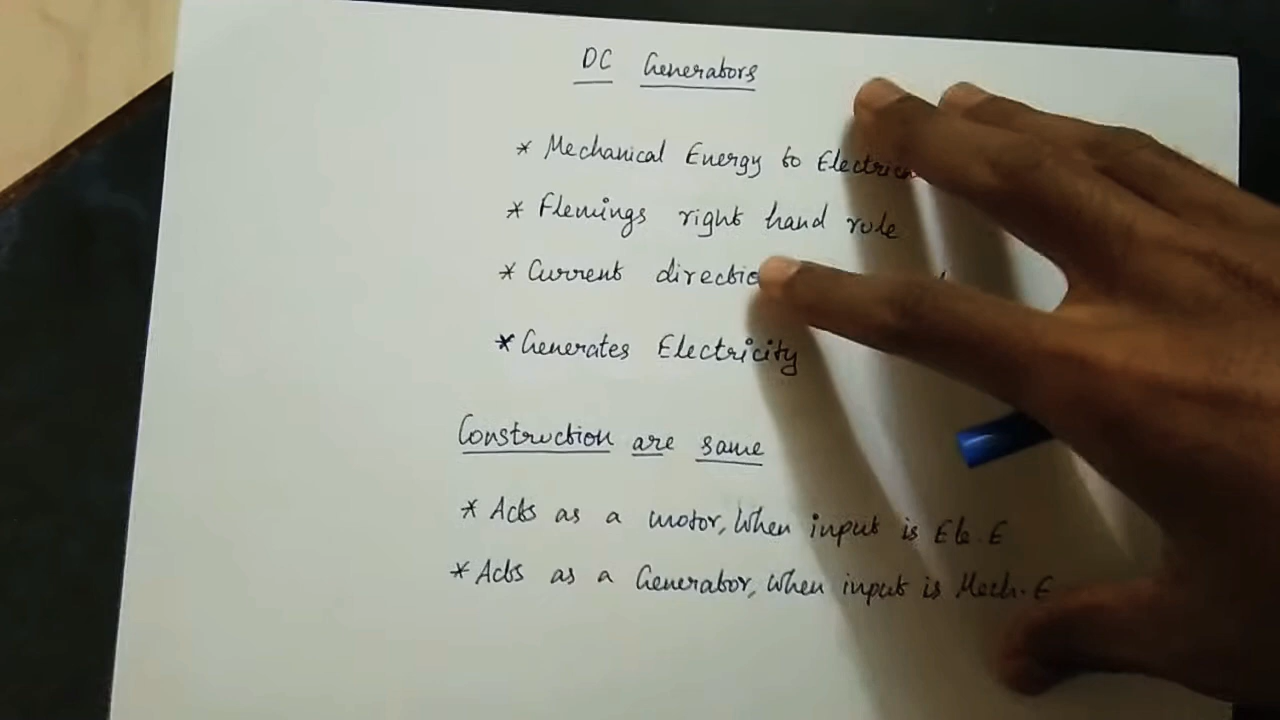 DC Generators
* Mechanical Energy to
* Flemings right hand rule
* Current
* Generates Electricity
Construction are same
* Acts as a motor, When input is Ele.E
* Acts as a Generator, When input is Mech.E